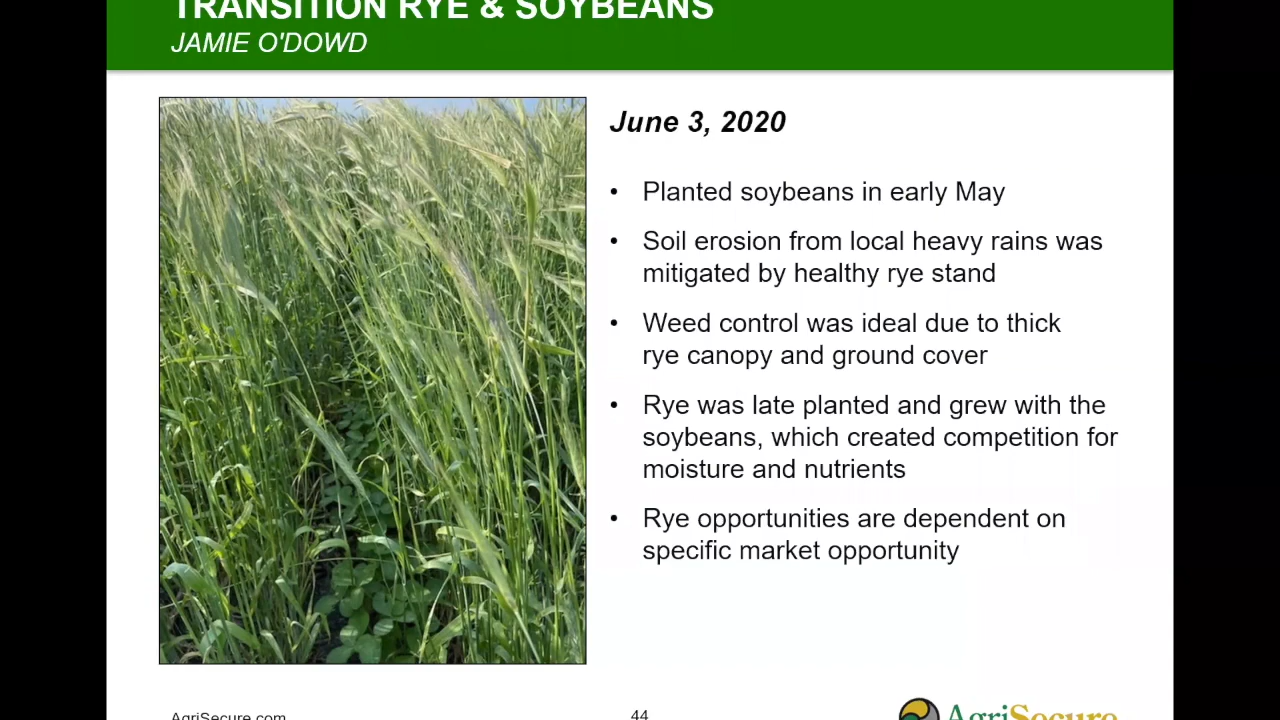 TRANSITION RYE & SOYBEANS
JAMIE O'DOWD
June 3, 2020
• Planted soybeans in early May
• Soil erosion from local heavy rains was
mitigated by healthy rye stand
• Weed control was ideal due to thick
rye canopy and ground cover
• Rye was late planted and grew with the
soybeans, which created competition for
moisture and nutrients
• Rye opportunities are dependent on
specific market opportunity
AgriSecure.com
44
AgriSecure